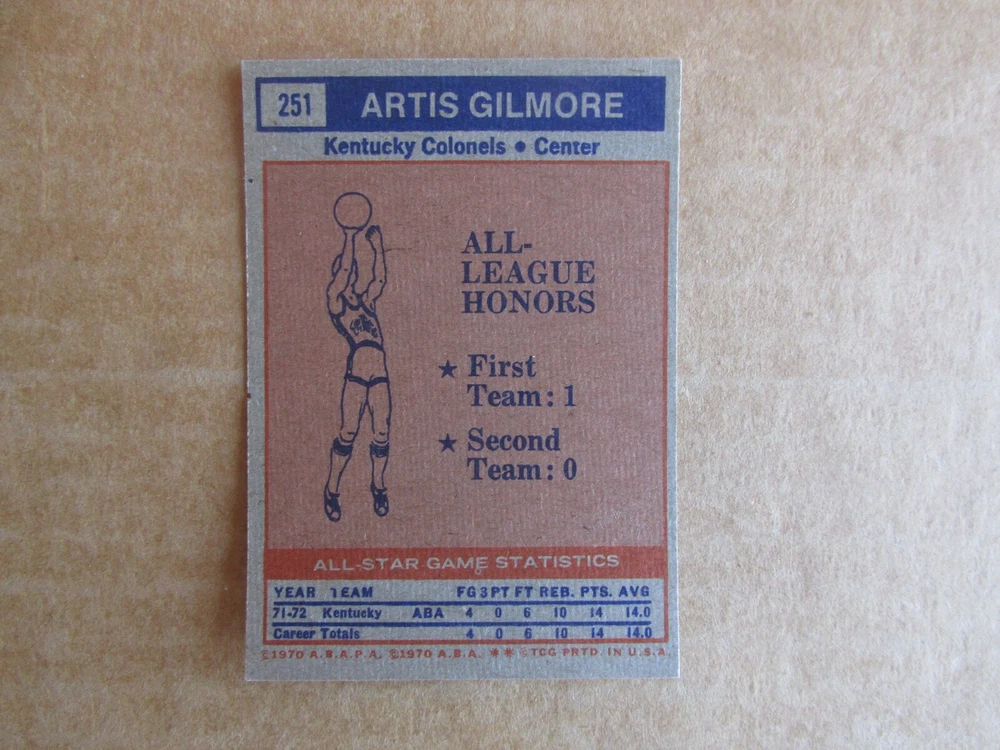 251 ARTIS GILMORE
Kentucky Colonels • Center
ALL-
LEAGUE
HONORS
★ First
Team: 1
★ Second
Team: 0
ALL-STAR GAME STATISTICS
YEAR TEAM FG 3PT FT REB. PTS. AVG
71-72 Kentucky ABA 4 0 6 10 14 14.0
Career Totals 4 0 6 10 14 14.0
©1970 A.B.A.P.A. ©1970 A.B.A. ** ©TCG PRTD. IN U.S.A.